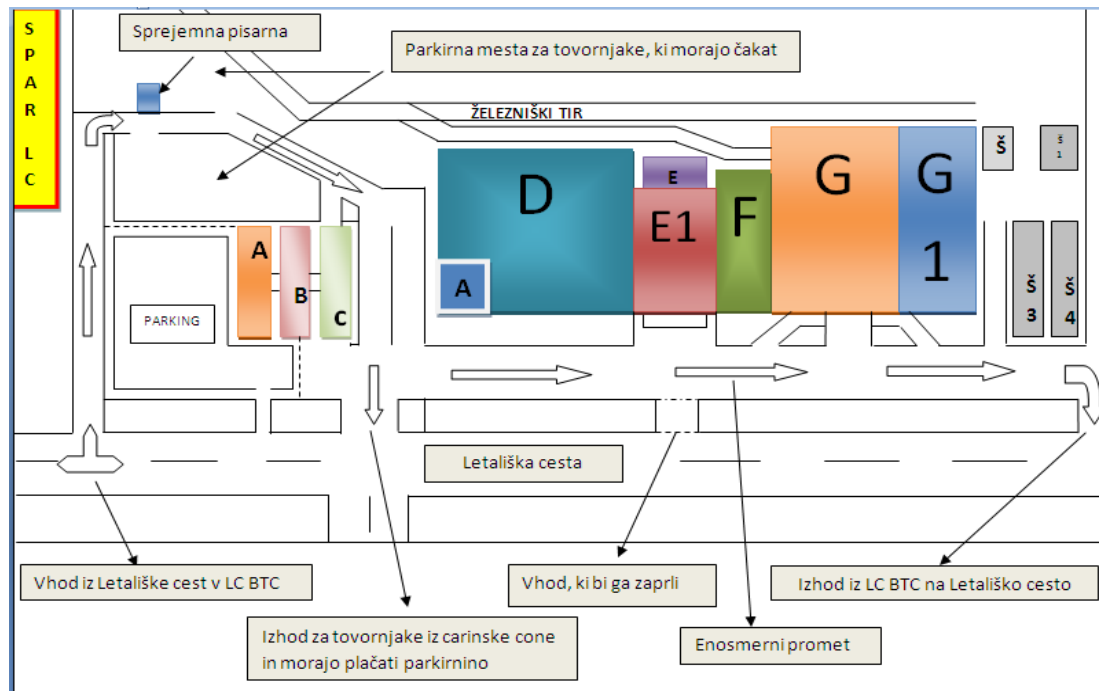 SPAR LC
Sprejemna pisarna
Parkirna mesta za tovornjake, ki morajo čakat
ŽELEZNIŠKI TIR
D
E
E1
F
G
G
1
Š
Š
1
A
B
C
A
PARKING
Š
3
Š
4
Letališka cesta
Vhod iz Letališke cest v LC BTC
Vhod, ki bi ga zaprli
Izhod iz LC BTC na Letališko cesto
Izhod za tovornjake iz carinske cone
in morajo plačati parkirnino
Enosmerni promet